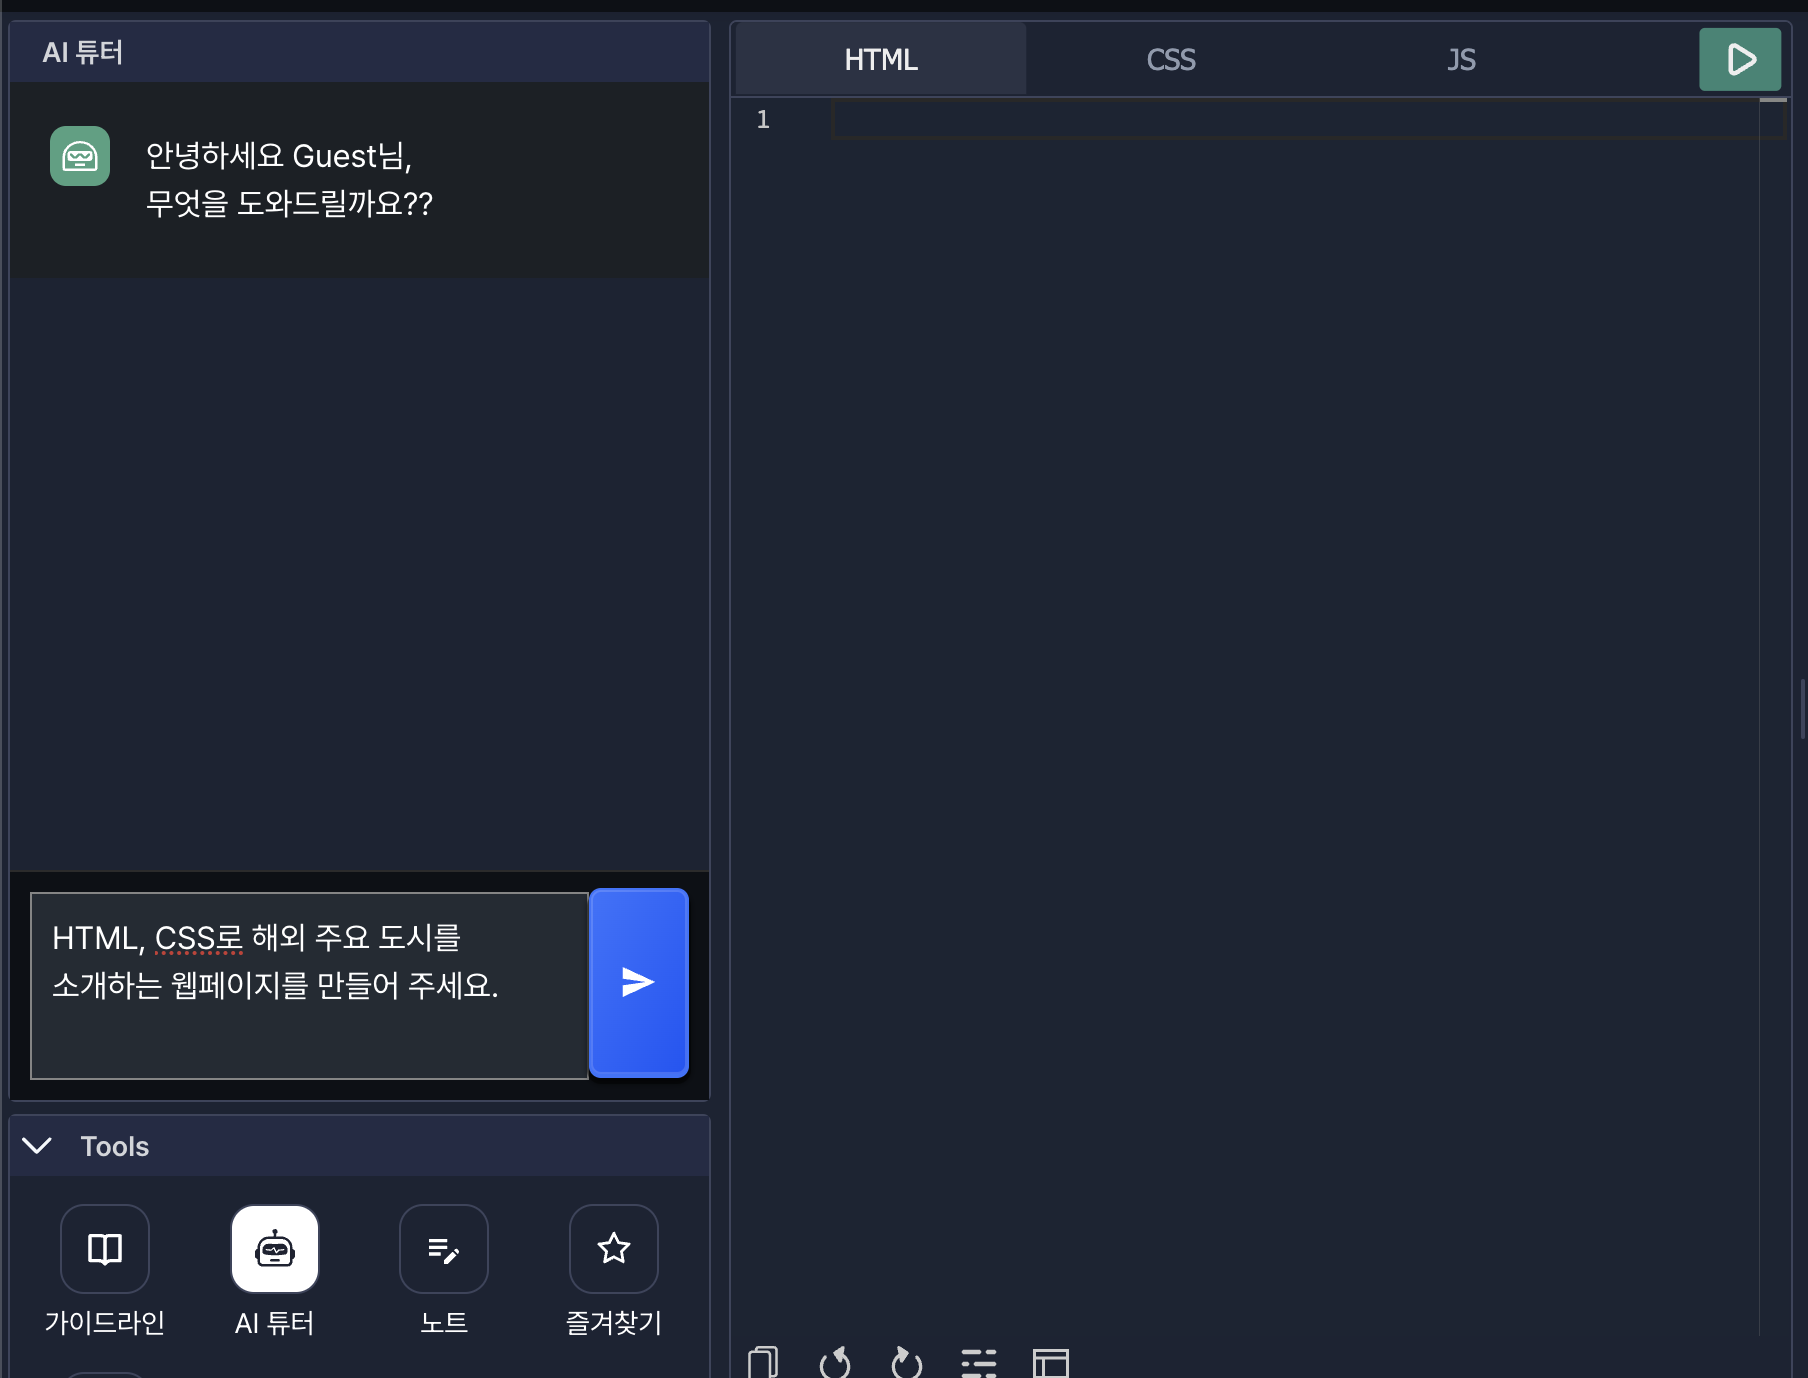 AI 튜터
안녕하세요 Guest님,
무엇을 도와드릴까요??
HTML, CSS로 해외 주요 도시를
소개하는 웹페이지를 만들어 주세요.
Tools
가이드라인
AI 튜터
노트
즐겨찾기
HTML
CSS
JS
1